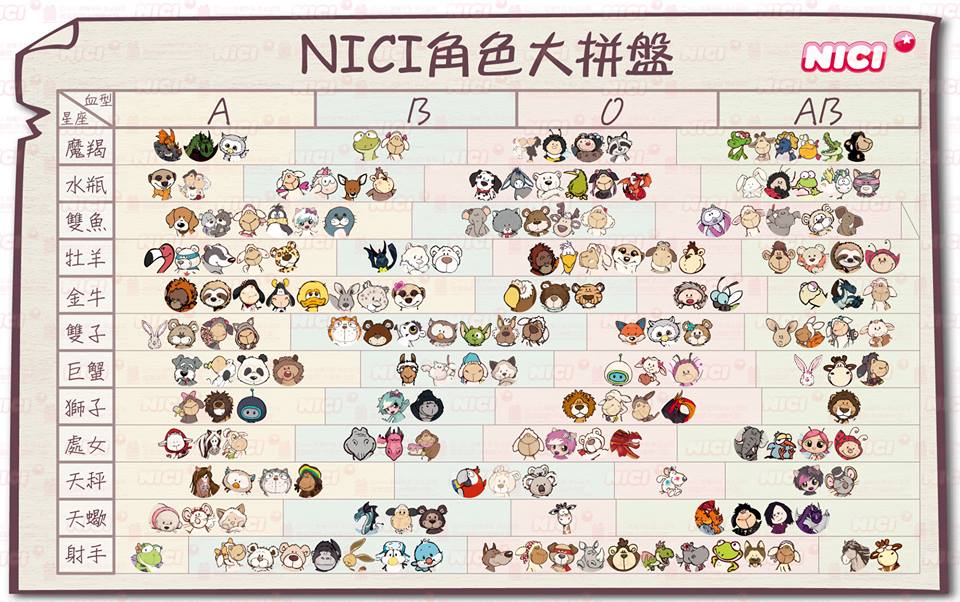 NICI角色大拼盤
NICI
血型
星座
A B O AB
魔羯
水瓶
雙魚
牡羊
金牛
雙子
巨蟹
獅子
處女
天秤
天蠍
射手